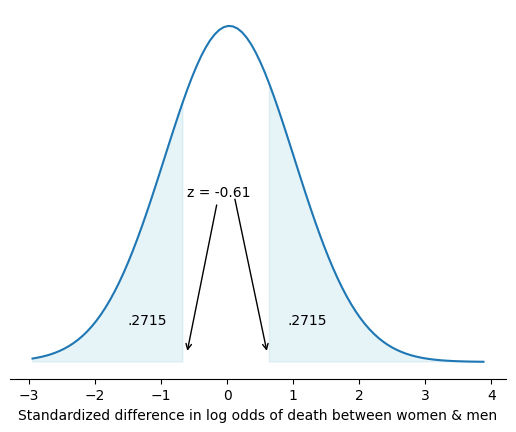 z = -0.61
.2715 .2715
−3 −2 −1 0 1 2 3 4
Standardized difference in log odds of death between women & men